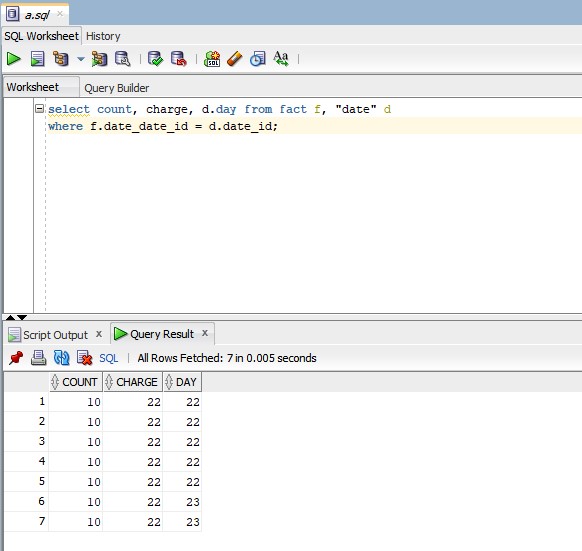 a.sql ×
SQL Worksheet History
SQL Aa
Worksheet Query Builder
select count, charge, d.day from fact f, "date" d
where f.date_date_id = d.date_id;
Script Output x Query Result x
SQL | All Rows Fetched: 7 in 0.005 seconds
COUNT CHARGE DAY
1 10 22 22
2 10 22 22
3 10 22 22
4 10 22 22
5 10 22 22
6 10 22 23
7 10 22 23